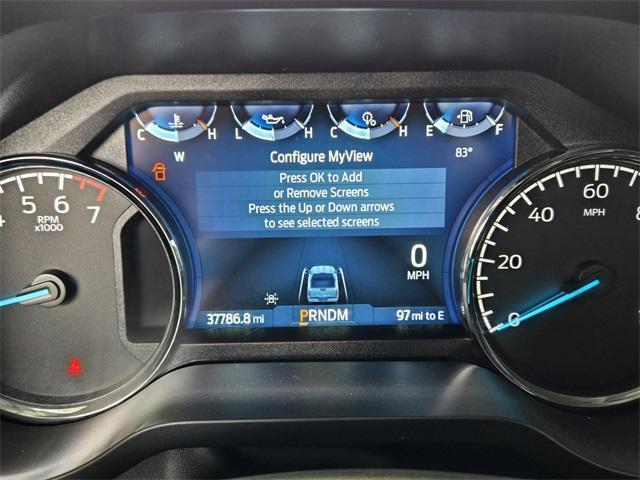 C H L H C H E F
W 83°
Configure MyView
Press OK to Add
or Remove Screens
Press the Up or Down arrows
to see selected screens
4 5 6 7
RPM
x1000
0
MPH
37786.8 mi PRNDM 97 mi to E
0 20 40 60 8
MPH